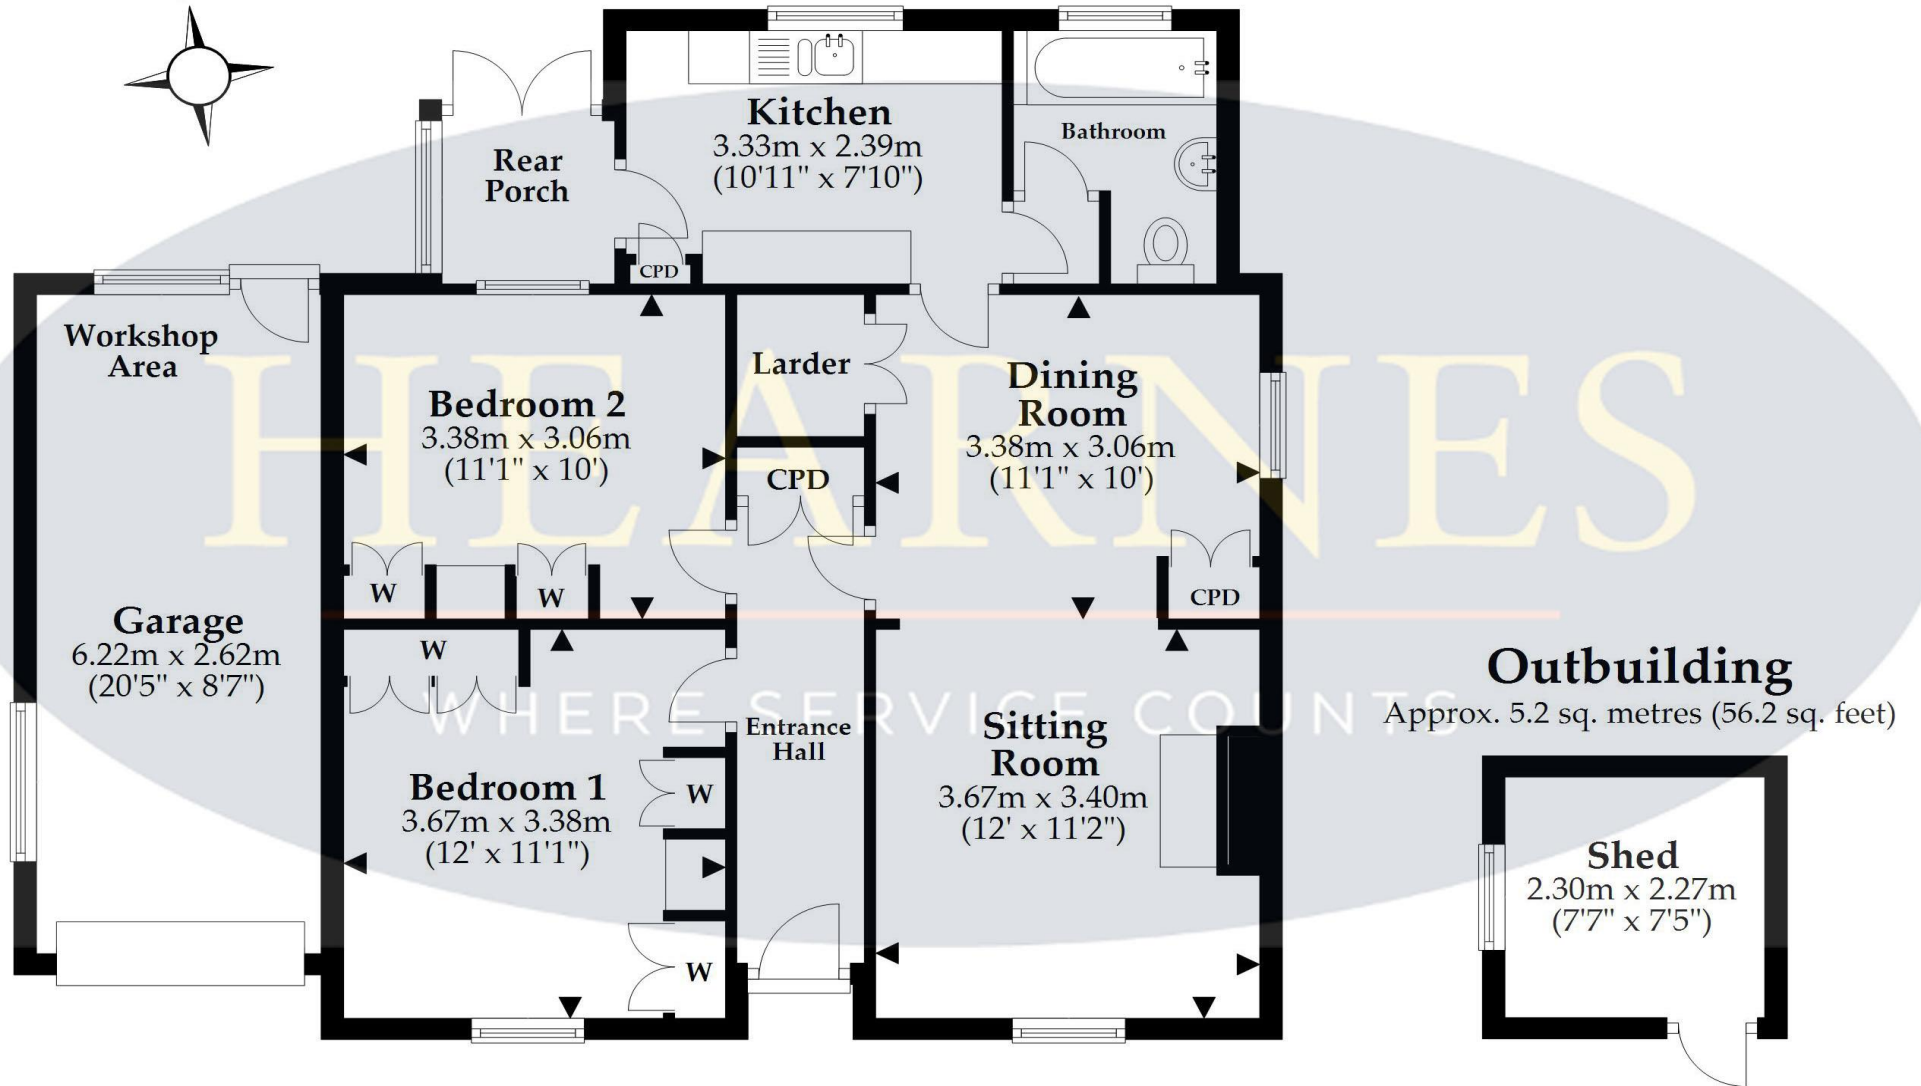 Kitchen
3.33m x 2.39m
(10'11" x 7'10")
Bathroom
Rear
Porch
CPD
Workshop
Area
Larder
Bedroom 2
3.38m x 3.06m
(11'1" x 10')
Dining
Room
3.38m x 3.06m
(11'1" x 10')
CPD
HEARNES
W
W
CPD
Garage
6.22m x 2.62m
(20'5" x 8'7")
W
WHERE SERVICE COUNTS
Entrance
Hall
Sitting
Room
3.67m x 3.40m
(12' x 11'2")
Bedroom 1
3.67m x 3.38m
(12' x 11'1")
W
W
Outbuilding
Approx. 5.2 sq. metres (56.2 sq. feet)
Shed
2.30m x 2.27m
(7'7" x 7'5")